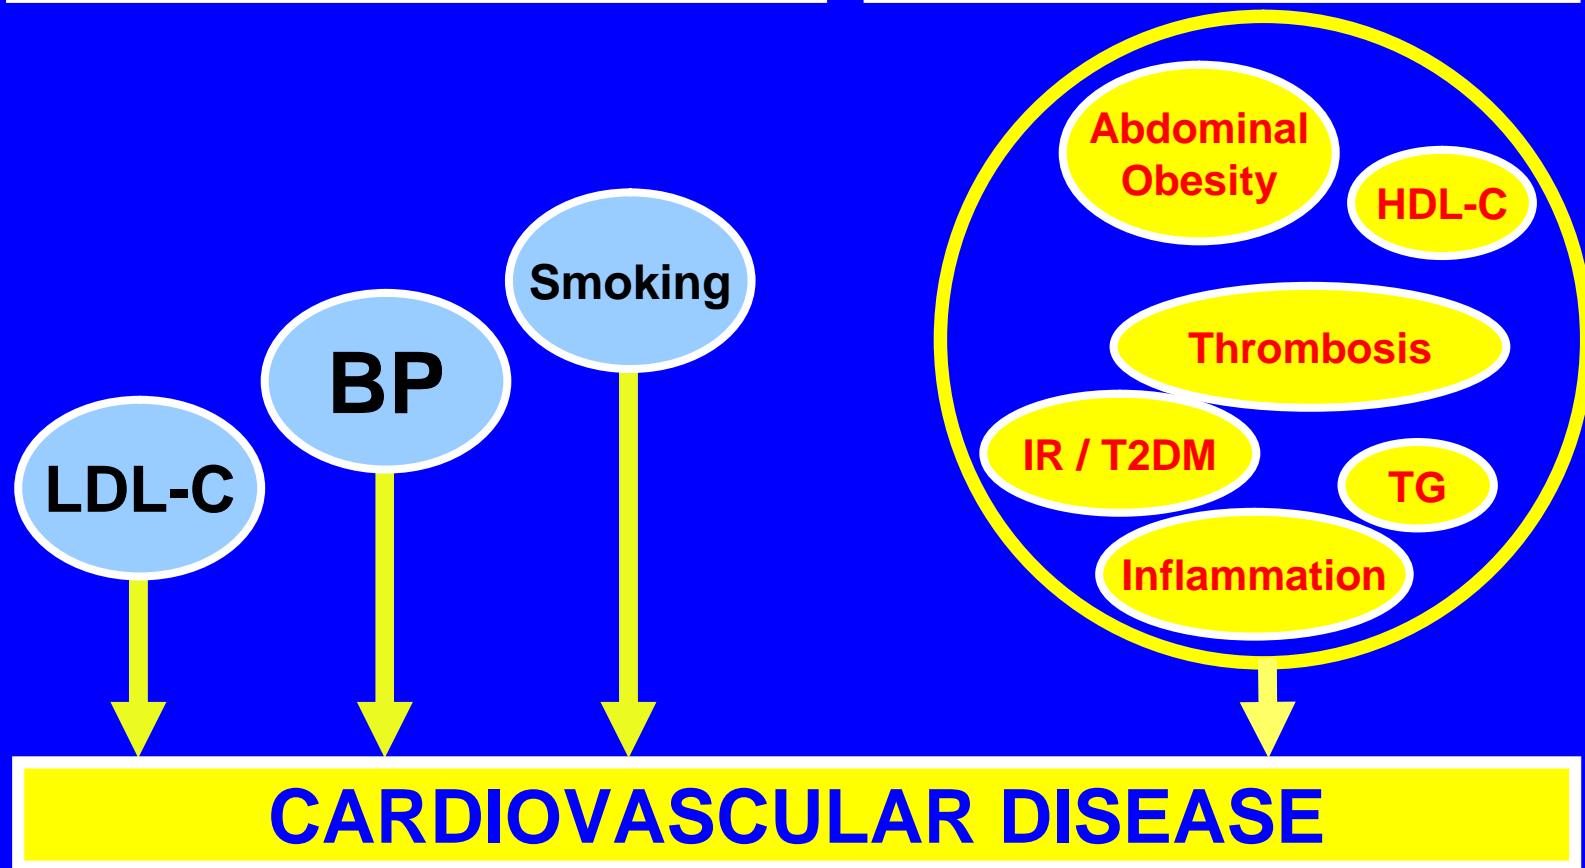 Abdominal
Obesity
HDL-C
Smoking
Thrombosis
BP
IR / T2DM
LDL-C
TG
Inflammation
CARDIOVASCULAR DISEASE